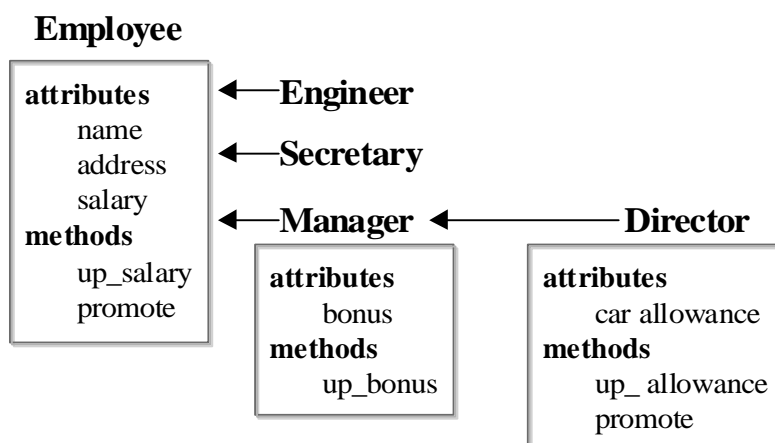 Employee
attributes
name
address
salary
methods
up_salary
promote
Engineer
Secretary
Manager
attributes
bonus
methods
up_bonus
Director
attributes
car allowance
methods
up_ allowance
promote